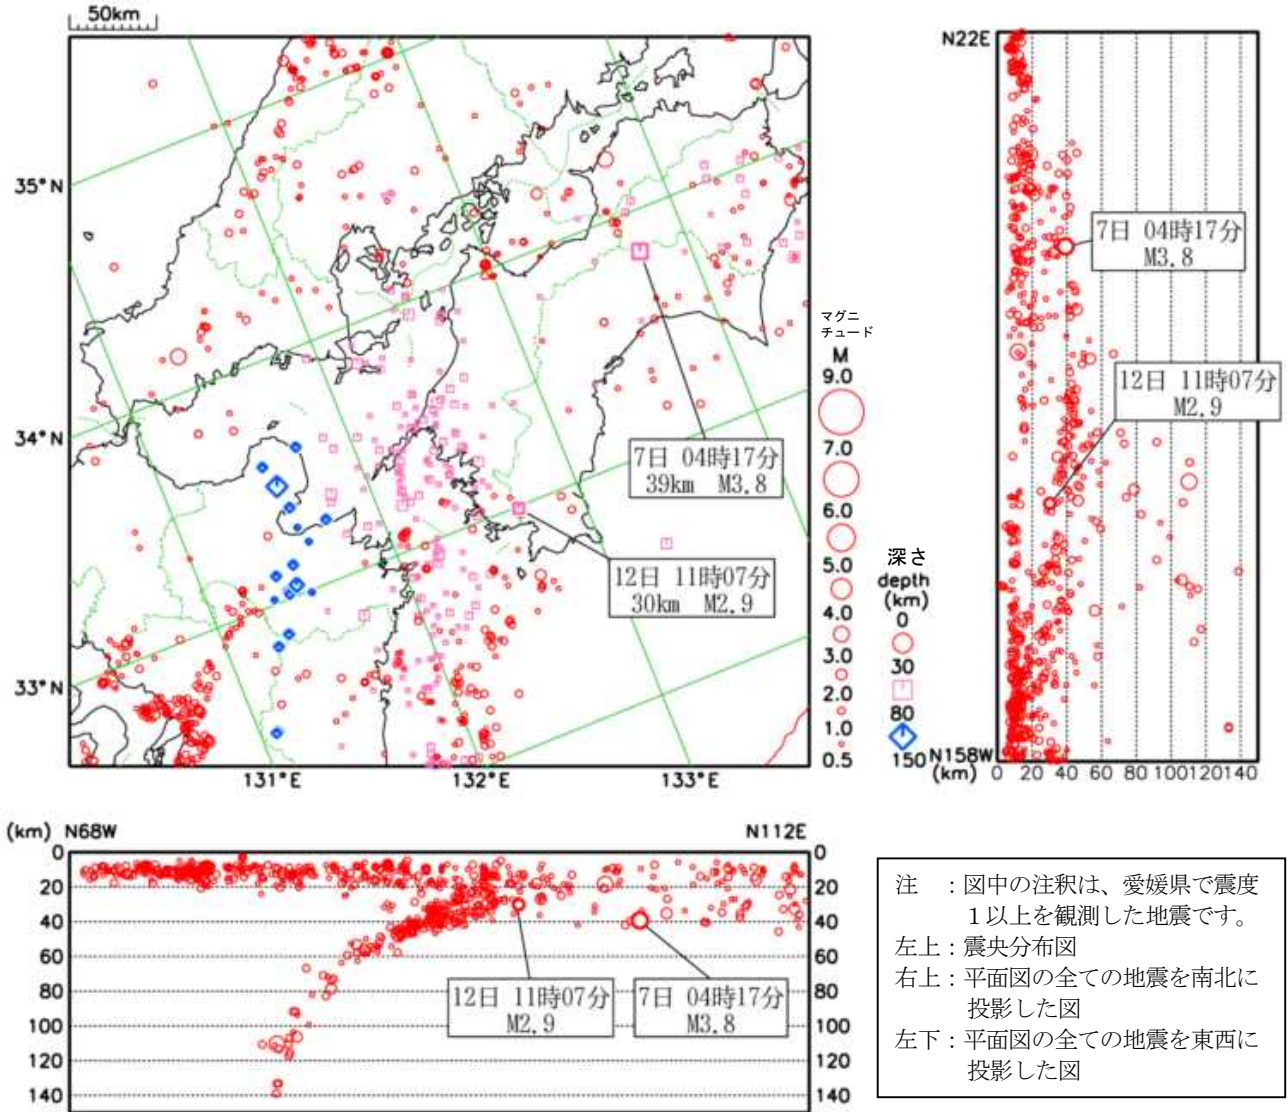 50km
35°N
34°N
33°N
131°E
132°E
133°E
7日 04時17分
39km M3.8
12日 11時07分
30km M2.9
マグニ
チュード
M
9.0
7.0
6.0
5.0
4.0
3.0
2.0
1.0
0.5
深さ
depth
(km)
0
30
80
150
N22E
7日 04時17分
M3.8
12日 11時07分
M2.9
N158W
(km) 0 20 40 60 80 100 120 140
(km) N68W N112E
0 0
20 20
40 40
60 60
80 80
100 100
120 120
140 140
12日 11時07分
M2.9
7日 04時17分
M3.8
注 :図中の注釈は、愛媛県で震度
1以上を観測した地震です。
左上:震央分布図
右上:平面図の全ての地震を南北に
投影した図
左下:平面図の全ての地震を東西に
投影した図